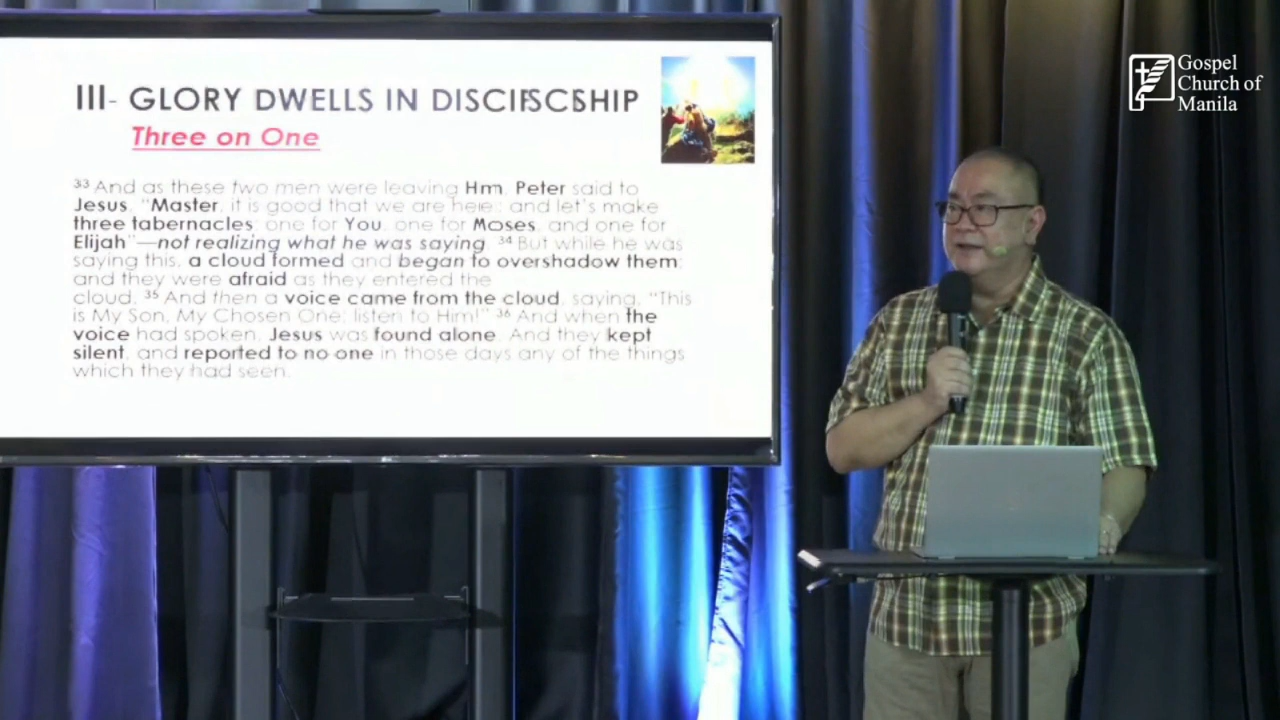 III- GLORY DWELLS IN DISCIPSCSHIP
Three on One
33 And as these two men were leaving Him, Peter said to
Jesus, "Master, it is good that we are here; and let's make
three tabernacles: one for You, one for Moses, and one for
Elijah"—not realizing what he was saying. 34 But while he was
saying this, a cloud formed and began to overshadow them;
and they were afraid as they entered the
cloud. 35 And then a voice came from the cloud, saying, "This
is My Son, My Chosen One; listen to Him!" 36 And when the
voice had spoken, Jesus was found alone. And they kept
silent, and reported to no one in those days any of the things
which they had seen.
Gospel
Church of
Manila